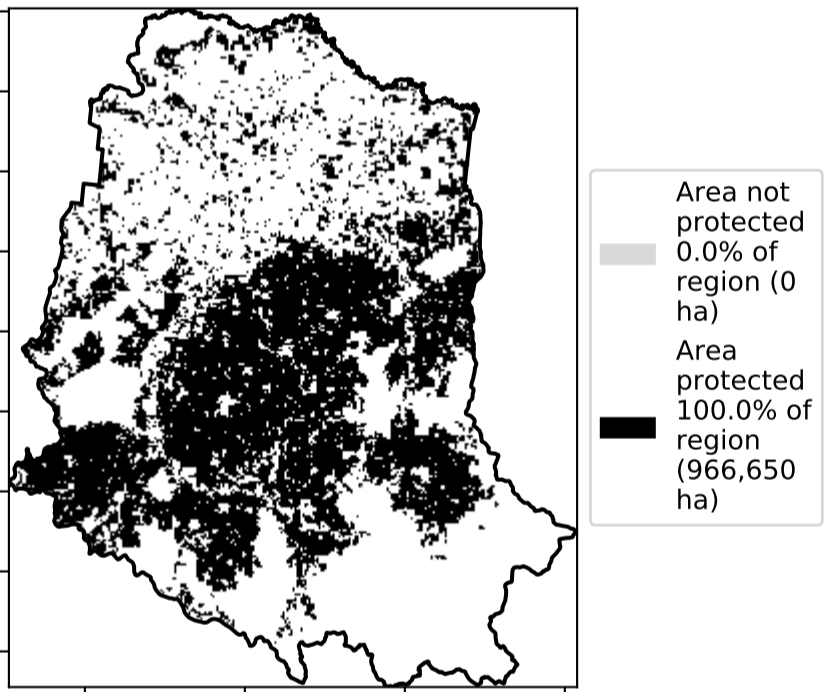 Area not
protected
0.0% of
region (0
ha)
Area
protected
100.0% of
region
(966,650
ha)